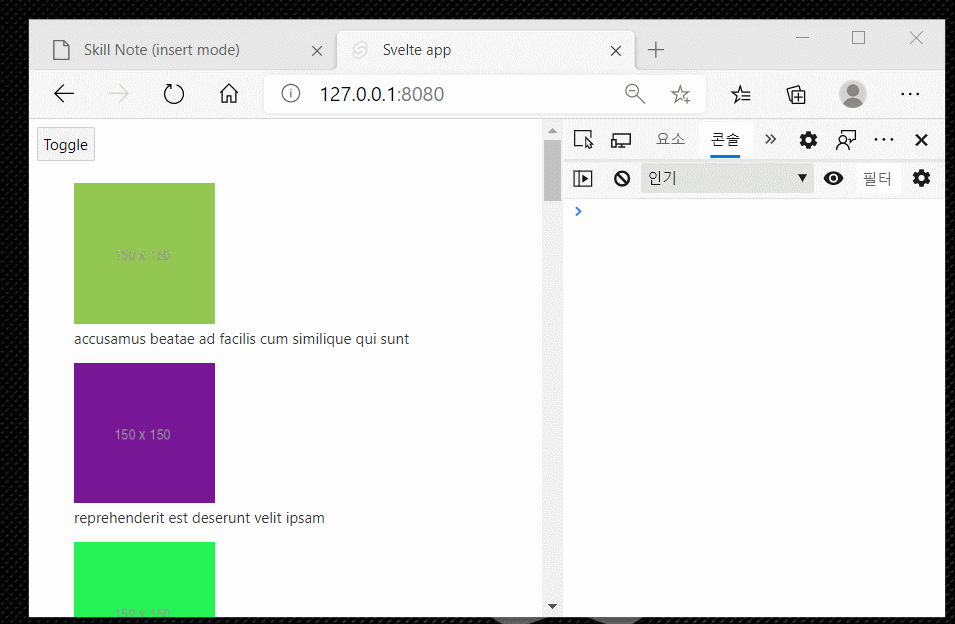 Skill Note (insert mode)
Svelte app
127.0.0.1:8080
Toggle
요소
콘솔
인기
필터
150 x 150
accusamus beatae ad facilis cum similique qui sunt
150 x 150
reprehenderit est deserunt velit ipsam
150 x 150